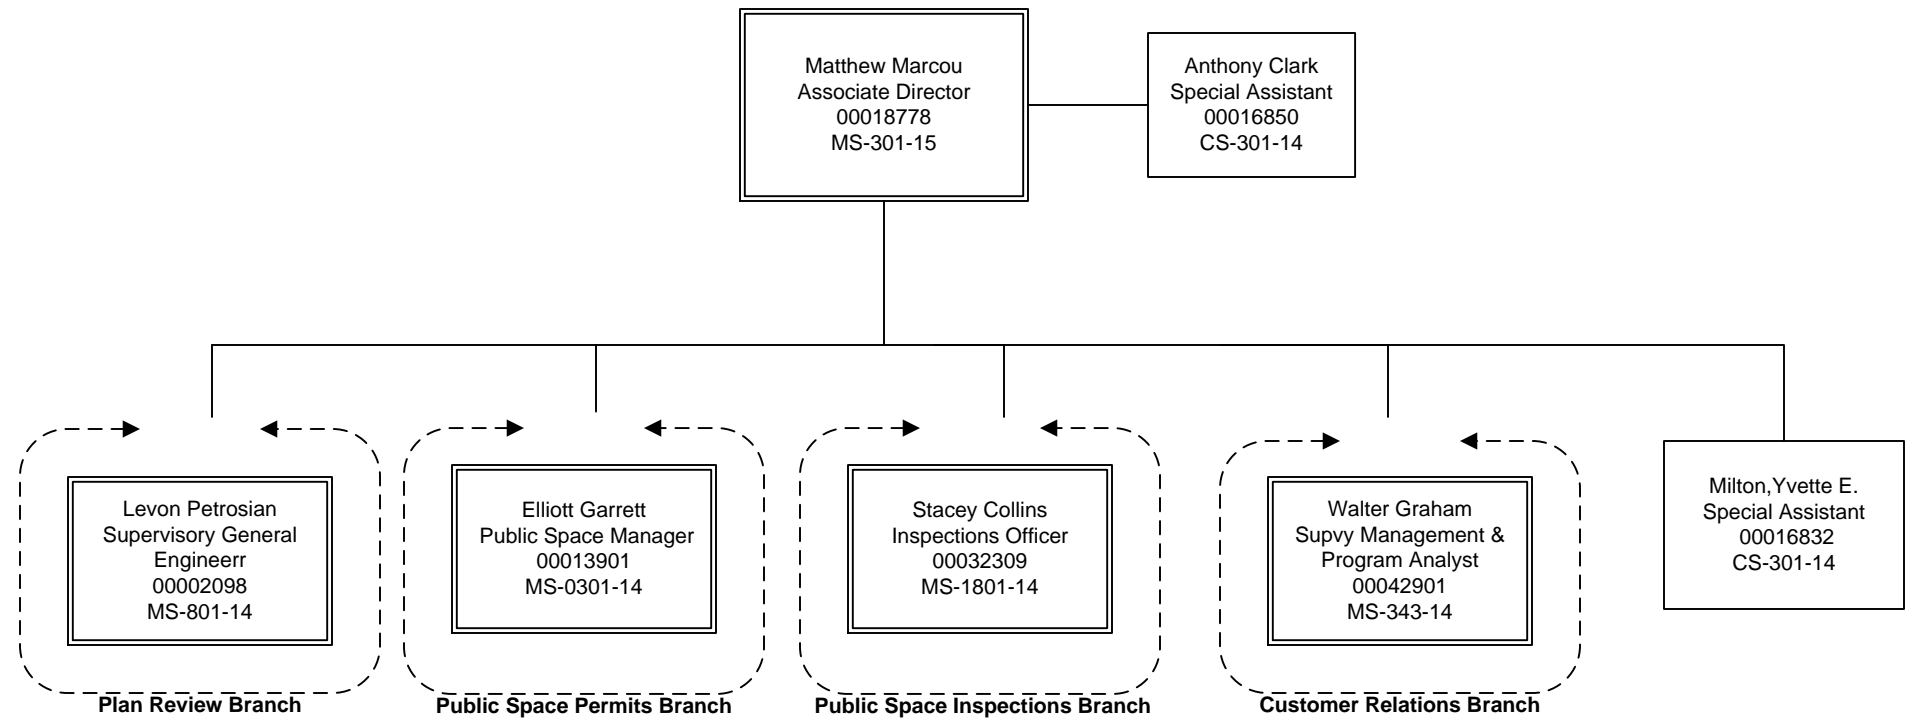 Matthew Marcou
Associate Director
00018778
MS-301-15
Anthony Clark
Special Assistant
00016850
CS-301-14
Levon Petrosian
Supervisory General
Engineerr
00002098
MS-801-14
Plan Review Branch
Elliott Garrett
Public Space Manager
00013901
MS-0301-14
Public Space Permits Branch
Stacey Collins
Inspections Officer
00032309
MS-1801-14
Public Space Inspections Branch
Walter Graham
Supvy Management &
Program Analyst
00042901
MS-343-14
Customer Relations Branch
Milton,Yvette E.
Special Assistant
00016832
CS-301-14